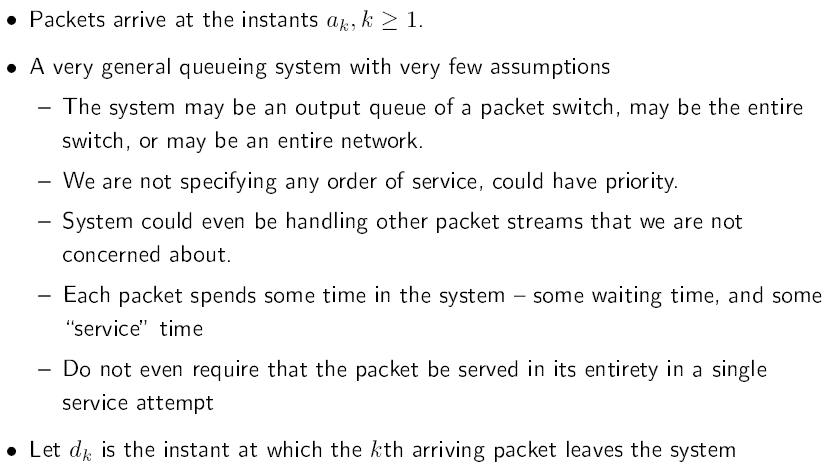 • Packets arrive at the instants a_k, k ≥ 1.
• A very general queueing system with very few assumptions
– The system may be an output queue of a packet switch, may be the entire
switch, or may be an entire network.
– We are not specifying any order of service, could have priority.
– System could even be handling other packet streams that we are not
concerned about.
– Each packet spends some time in the system – some waiting time, and some
“service” time
– Do not even require that the packet be served in its entirety in a single
service attempt
• Let d_k is the instant at which the kth arriving packet leaves the system